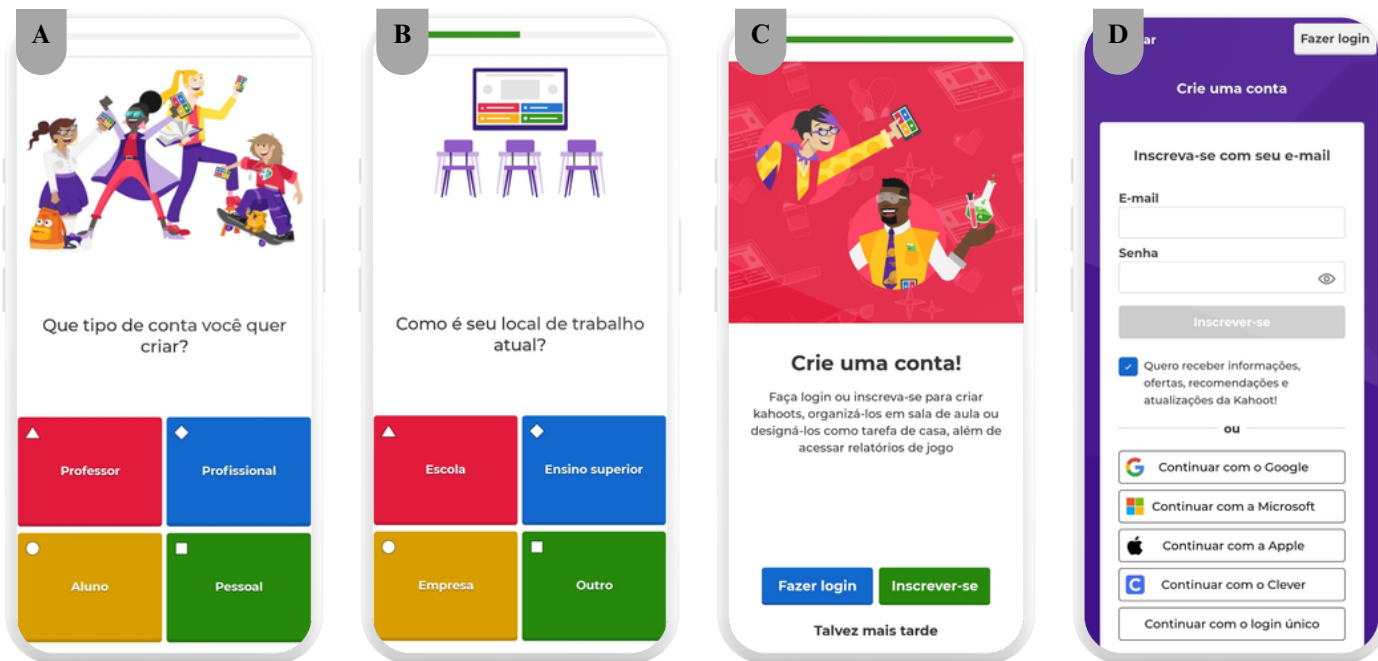 A
Que tipo de conta você quer
criar?
Professor
Profissional
Aluno
Pessoal
B
Como é seu local de trabalho
atual?
Escola
Ensino superior
Empresa
Outro
C
Crie uma conta!
Faça login ou inscreva-se para criar
kahoots, organizá-los em sala de aula ou
designá-los como tarefa de casa, além de
acessar relatórios de jogo
Fazer login
Inscrever-se
Talvez mais tarde
D
ar
Fazer login
Crie uma conta
Inscreva-se com seu e-mail
E-mail
Senha
Inscrever-se
Quero receber informações,
ofertas, recomendações e
atualizações da Kahoot!
ou
Continuar com o Google
Continuar com a Microsoft
Continuar com a Apple
C
Continuar com o Clever
Continuar com o login único